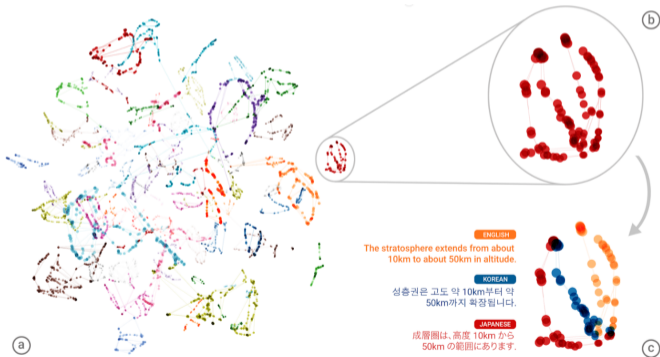 b
ENGLISH
The stratosphere extends from about
10km to about 50km in altitude.
KOREAN
성층권은 고도 약 10km부터 약
50km까지 확장됩니다.
JAPANESE
成層圏は、高度 10km から
50km の範囲にあります。
a
c